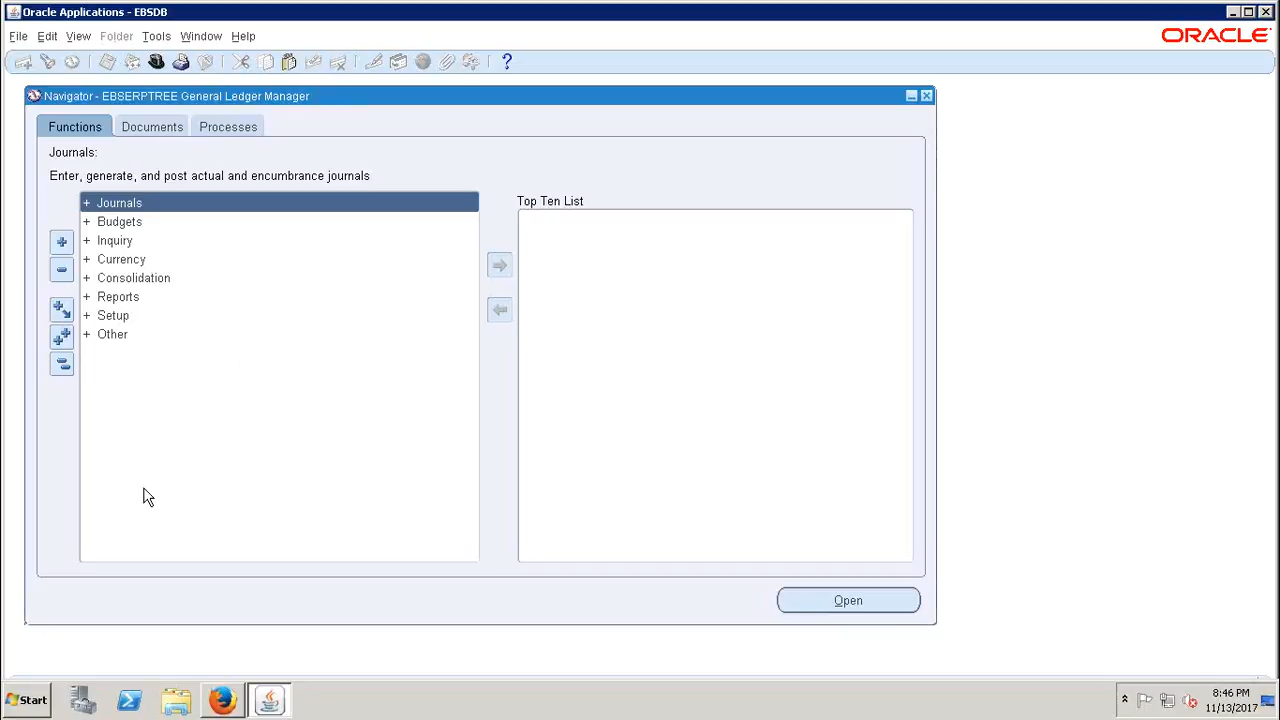 Oracle Applications - EBSDB
File Edit View Folder Tools Window Help
ORACLE
?
Navigator - EBSERPTREE General Ledger Manager
Functions Documents Processes
Journals:
Enter, generate, and post actual and encumbrance journals
Top Ten List
+ Journals
+ Budgets
+ Inquiry
+ Currency
+ Consolidation
+ Reports
+ Setup
+ Other
Open
Start
8:46 PM
11/13/2017